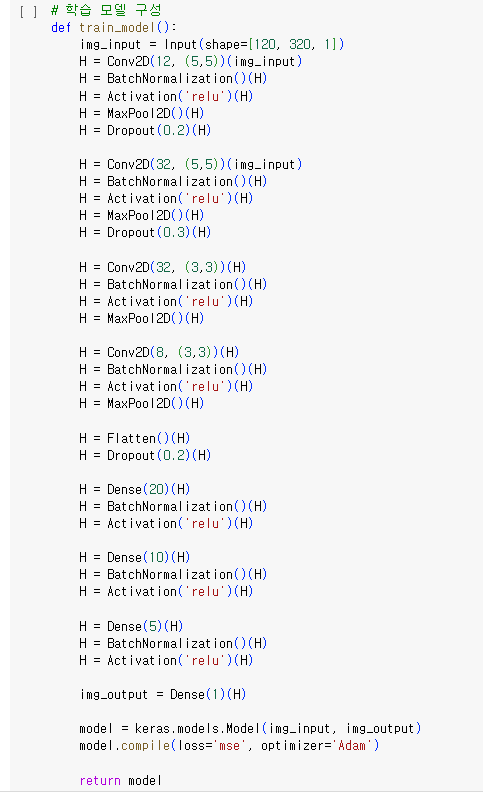 [ ] # 학습 모델 구성
def train_model():
    img_input = Input(shape=[120, 320, 1])
    H = Conv2D(12, (5,5))(img_input)
    H = BatchNormalization()(H)
    H = Activation('relu')(H)
    H = MaxPool2D()(H)
    H = Dropout(0.2)(H)

    H = Conv2D(32, (5,5))(img_input)
    H = BatchNormalization()(H)
    H = Activation('relu')(H)
    H = MaxPool2D()(H)
    H = Dropout(0.3)(H)

    H = Conv2D(32, (3,3))(H)
    H = BatchNormalization()(H)
    H = Activation('relu')(H)
    H = MaxPool2D()(H)

    H = Conv2D(8, (3,3))(H)
    H = BatchNormalization()(H)
    H = Activation('relu')(H)
    H = MaxPool2D()(H)

    H = Flatten()(H)
    H = Dropout(0.2)(H)

    H = Dense(20)(H)
    H = BatchNormalization()(H)
    H = Activation('relu')(H)

    H = Dense(10)(H)
    H = BatchNormalization()(H)
    H = Activation('relu')(H)

    H = Dense(5)(H)
    H = BatchNormalization()(H)
    H = Activation('relu')(H)

    img_output = Dense(1)(H)

    model = keras.models.Model(img_input, img_output)
    model.compile(loss='mse', optimizer='Adam')

    return model